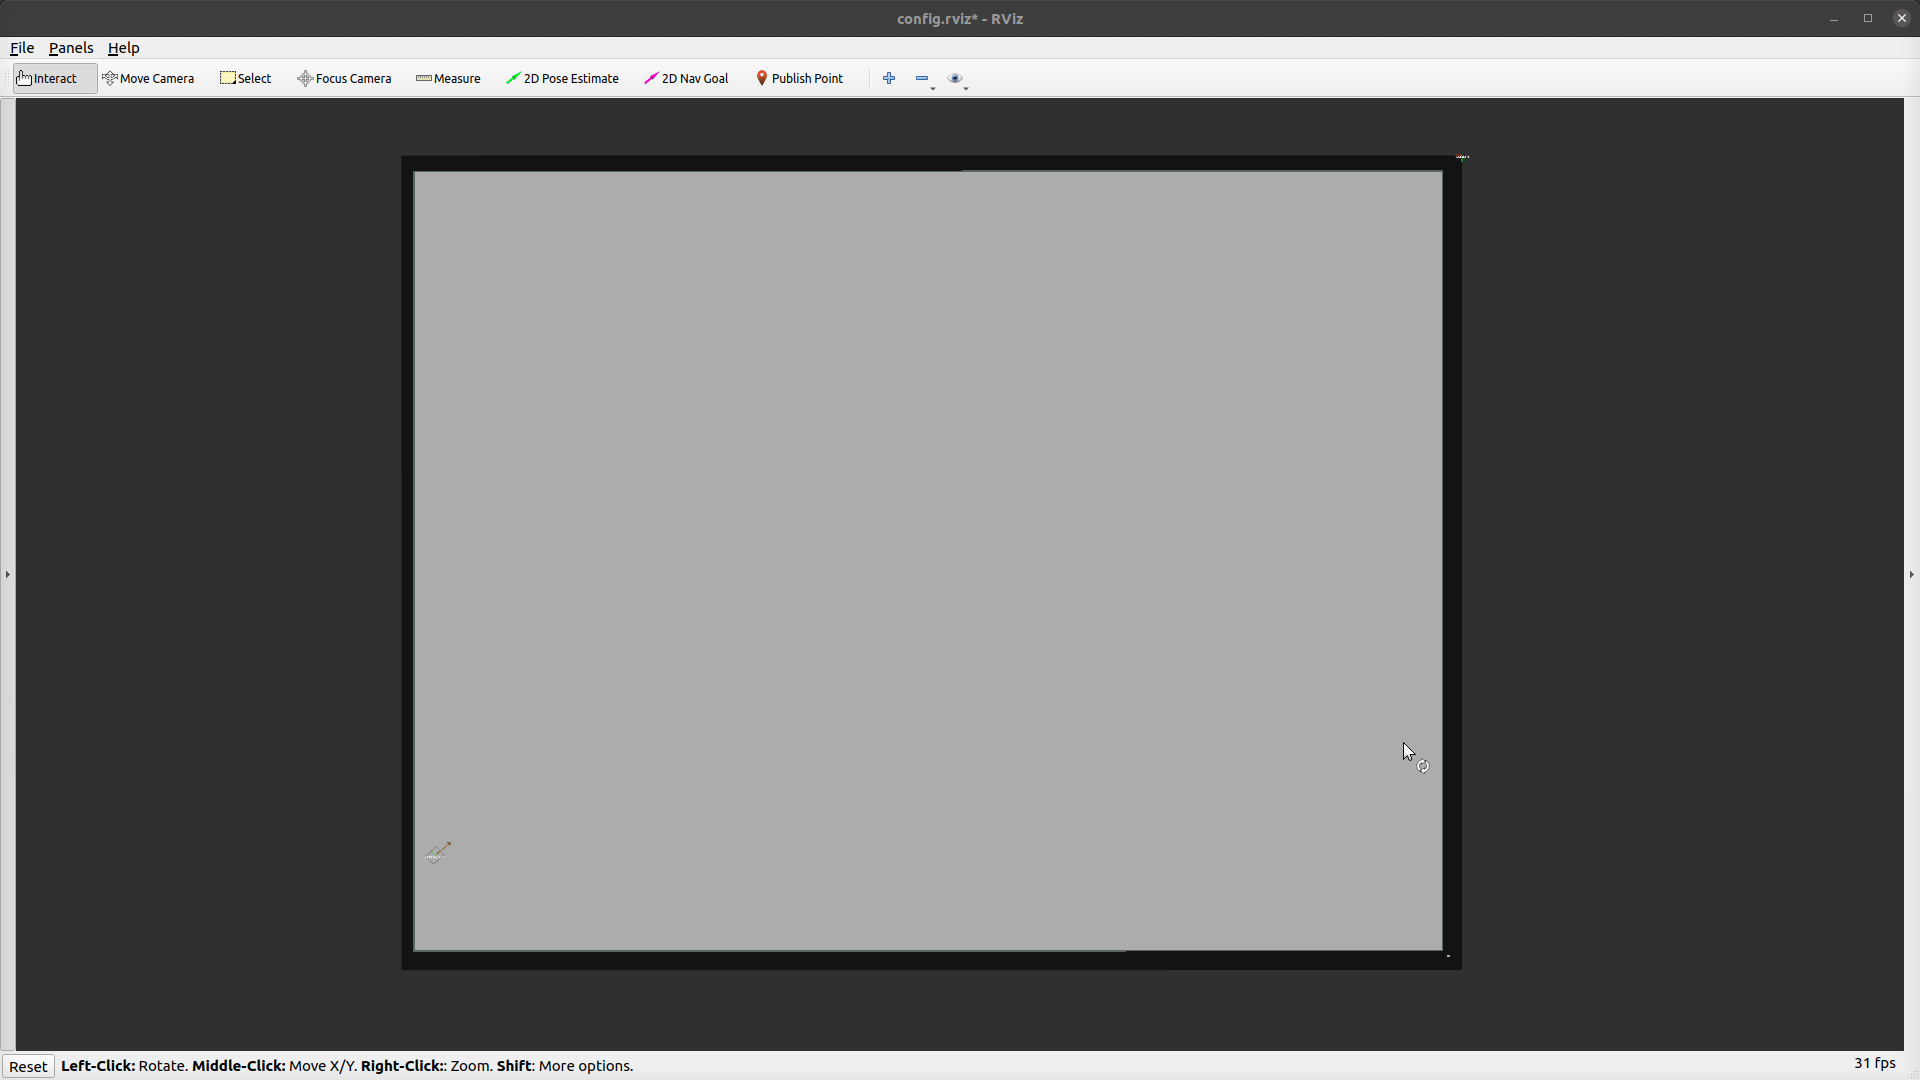 config.rviz* - RViz
File Panels Help
Interact Move Camera Select Focus Camera Measure 2D Pose Estimate 2D Nav Goal Publish Point
Reset Left-Click: Rotate. Middle-Click: Move X/Y. Right-Click:: Zoom. Shift: More options. 31 fps